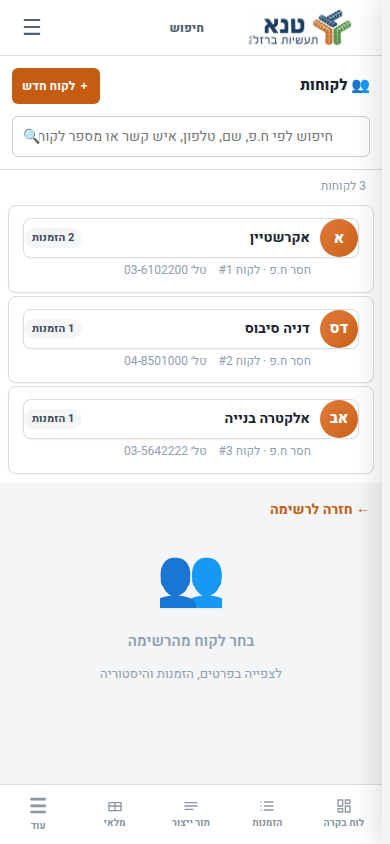 טנא
תעשיות ברזל
חיפוש
👥 לקוחות
+ לקוח חדש
חיפוש לפי ח.פ, שם, טלפון, איש קשר או מספר לקוח
3 לקוחות
א
אקרשטיין
2 הזמנות
חסר ח.פ · לקוח #1 טל׳ 03-6102200
דס
דניה סיבוס
1 הזמנות
חסר ח.פ · לקוח #2 טל׳ 04-8501000
אב
אלקטרה בנייה
1 הזמנות
חסר ח.פ · לקוח #3 טל׳ 03-5642222
← חזרה לרשימה
בחר לקוח מהרשימה
לצפייה בפרטים, הזמנות והיסטוריה
לוח בקרה
הזמנות
תור ייצור
מלאי
עוד